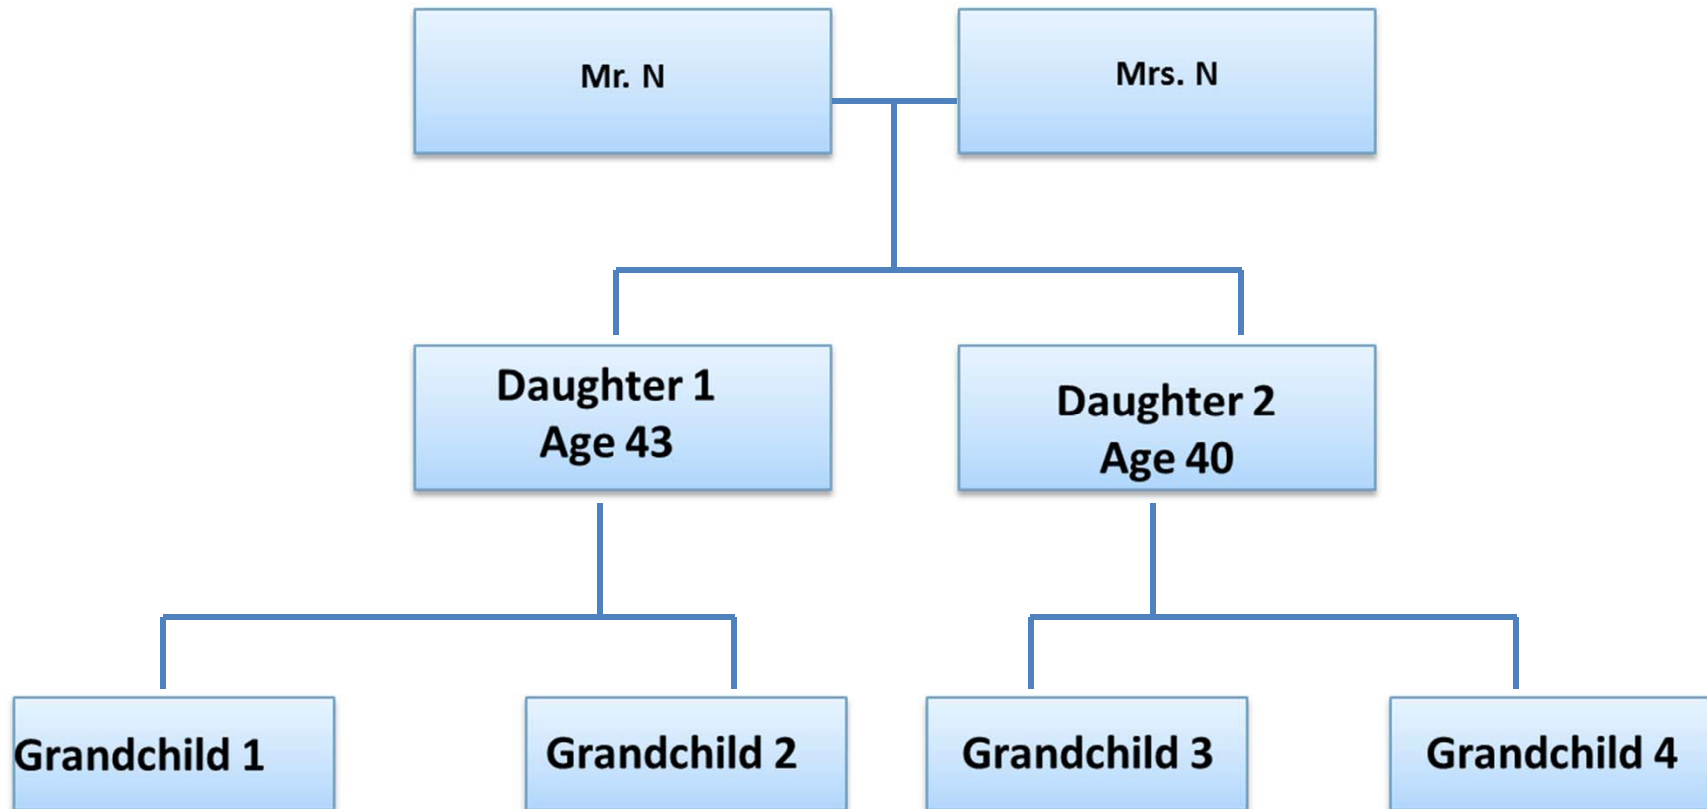 Mr. N
Mrs. N
Daughter 1
Age 43
Daughter 2
Age 40
Grandchild 1
Grandchild 2
Grandchild 3
Grandchild 4